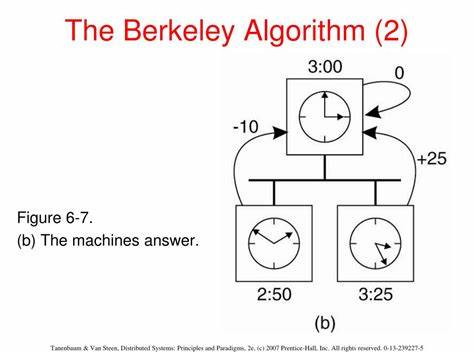 The Berkeley Algorithm (2)
3:00
0
-10
+25
Figure 6-7.
(b) The machines answer.
2:50
3:25
(b)
Tanenbaum & Van Steen, Distributed Systems: Principles and Paradigms, 2e, (c) 2007 Prentice-Hall, Inc. All rights reserved. 0-13-239227-5